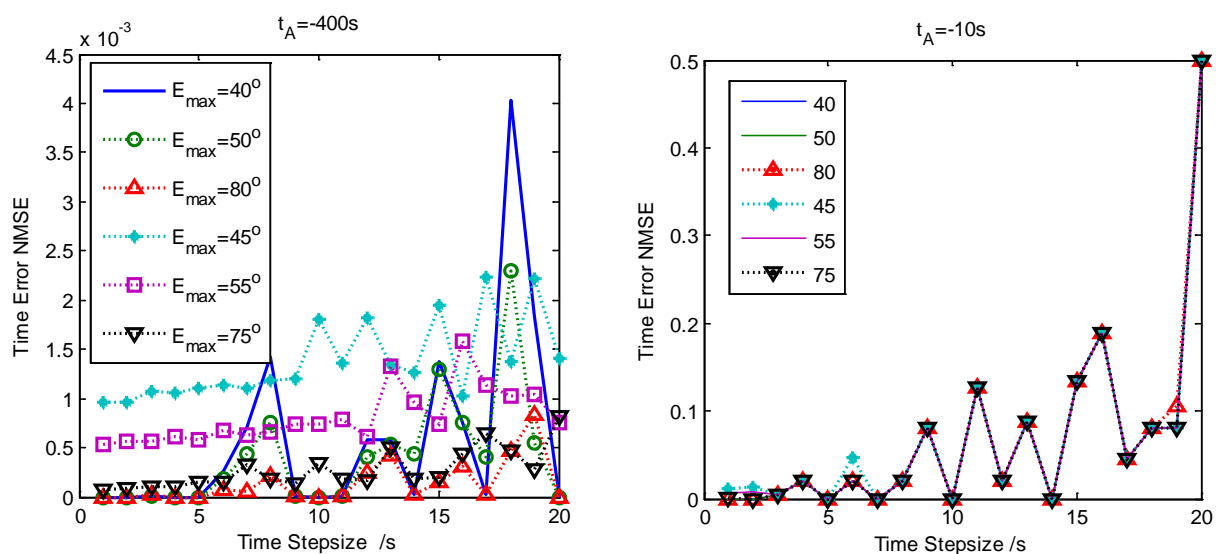 t_A=-400s
x 10^-3
4.5
4
3.5
3
2.5
2
1.5
1
0.5
0
Time Error NMSE
E_max=40°
E_max=50°
E_max=80°
E_max=45°
E_max=55°
E_max=75°
0 5 10 15 20
Time Stepsize /s
t_A=-10s
0.5
0.4
0.3
0.2
0.1
0
Time Error NMSE
40
50
80
45
55
75
0 5 10 15 20
Time Stepsize /s